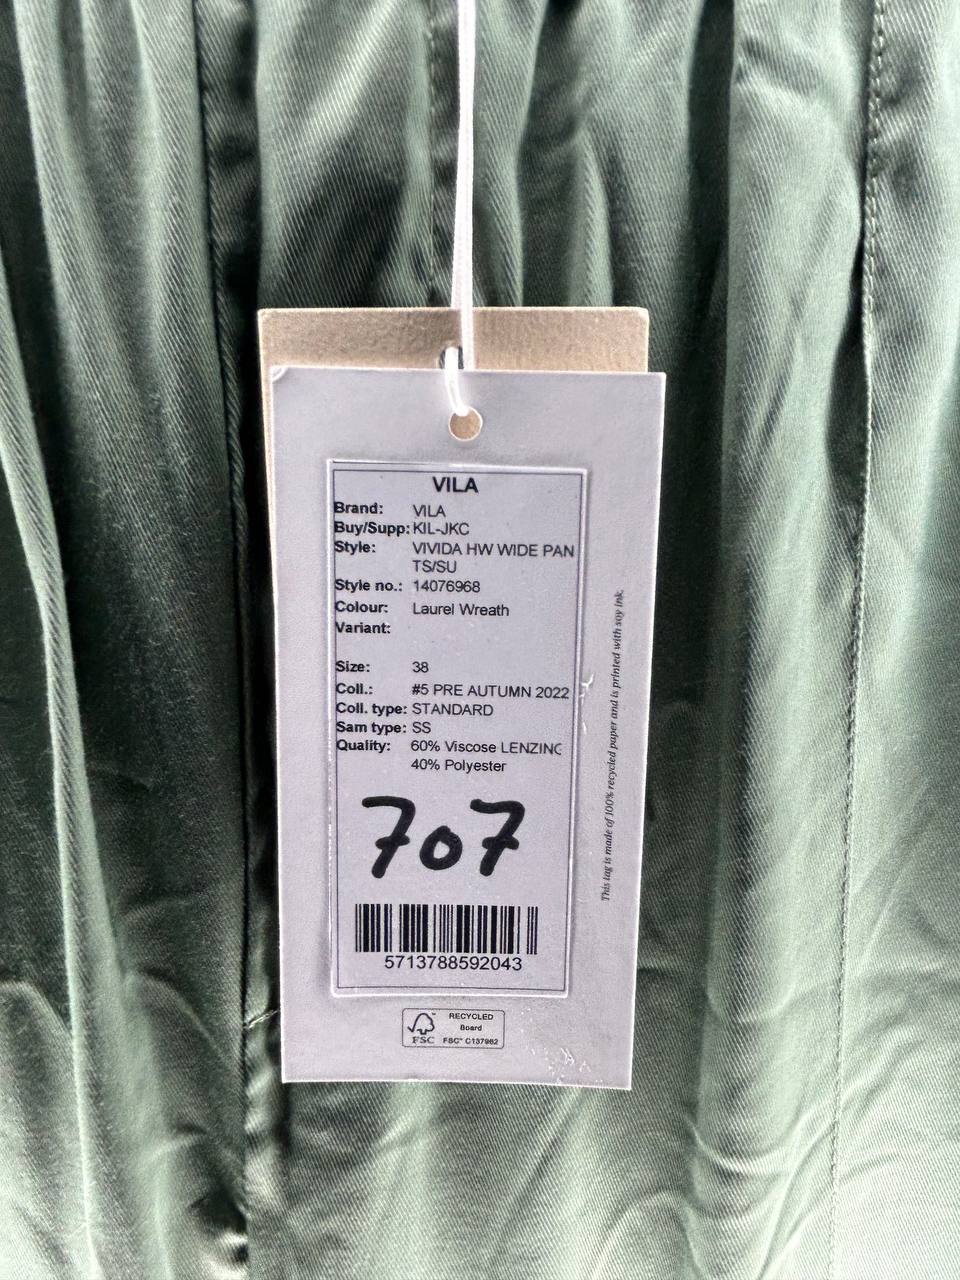 VILA
Brand: VILA
Buy/Supp: KIL-JKC
Style: VIVIDA HW WIDE PAN
TS/SU
Style no.: 14076968
Colour: Laurel Wreath
Variant:
Size: 38
Coll.: #5 PRE AUTUMN 2022
Coll. type: STANDARD
Sam type: SS
Quality: 60% Viscose LENZING
40% Polyester
707
5713788592043
This tag is made of 100% recycled paper and is printed with soy ink.
FSC™
RECYCLED
Board
FSC® C137982